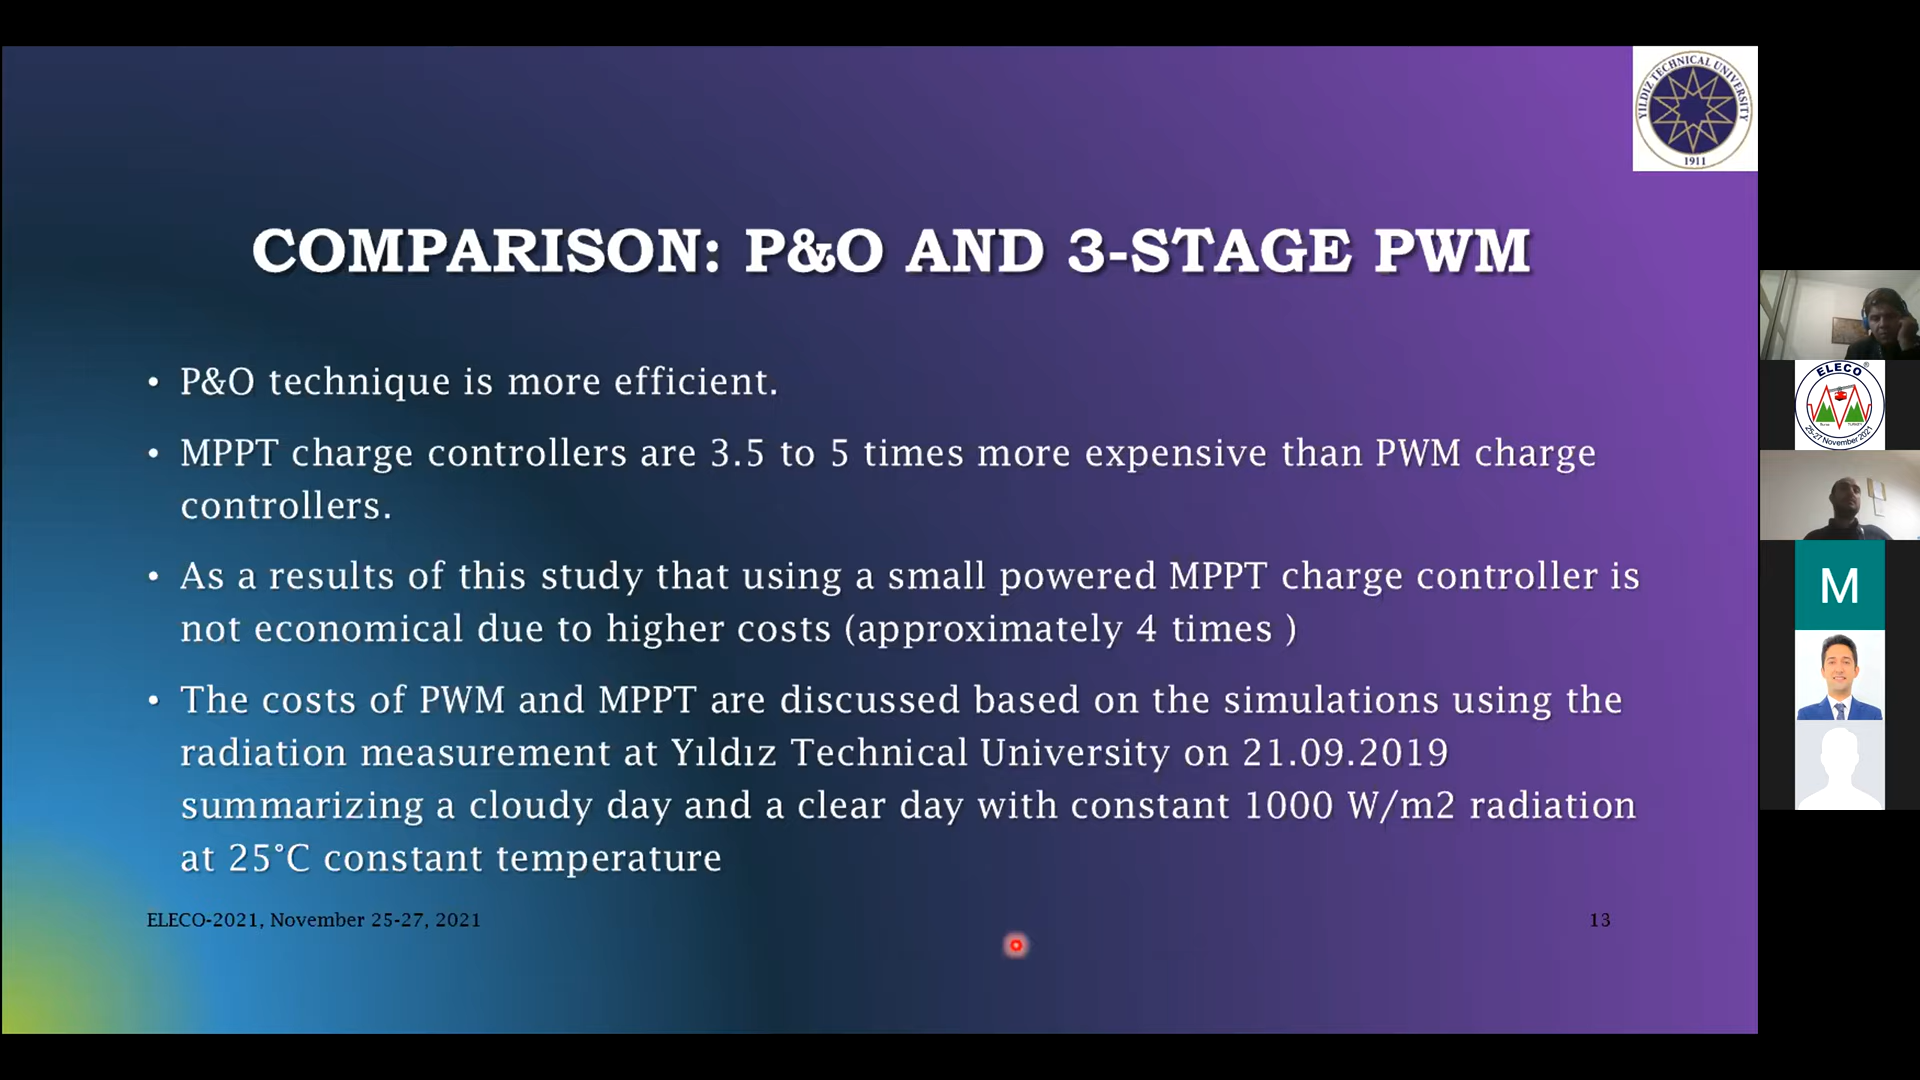 YILDIZ TECHNICAL UNIVERSITY
1911
COMPARISON: P&O AND 3-STAGE PWM
• P&O technique is more efficient.
• MPPT charge controllers are 3.5 to 5 times more expensive than PWM charge
controllers.
• As a results of this study that using a small powered MPPT charge controller is
not economical due to higher costs (approximately 4 times )
• The costs of PWM and MPPT are discussed based on the simulations using the
radiation measurement at Yıldız Technical University on 21.09.2019
summarizing a cloudy day and a clear day with constant 1000 W/m2 radiation
at 25°C constant temperature
ELECO-2021, November 25-27, 2021
13
ELECO®
25-27 November 2021
M